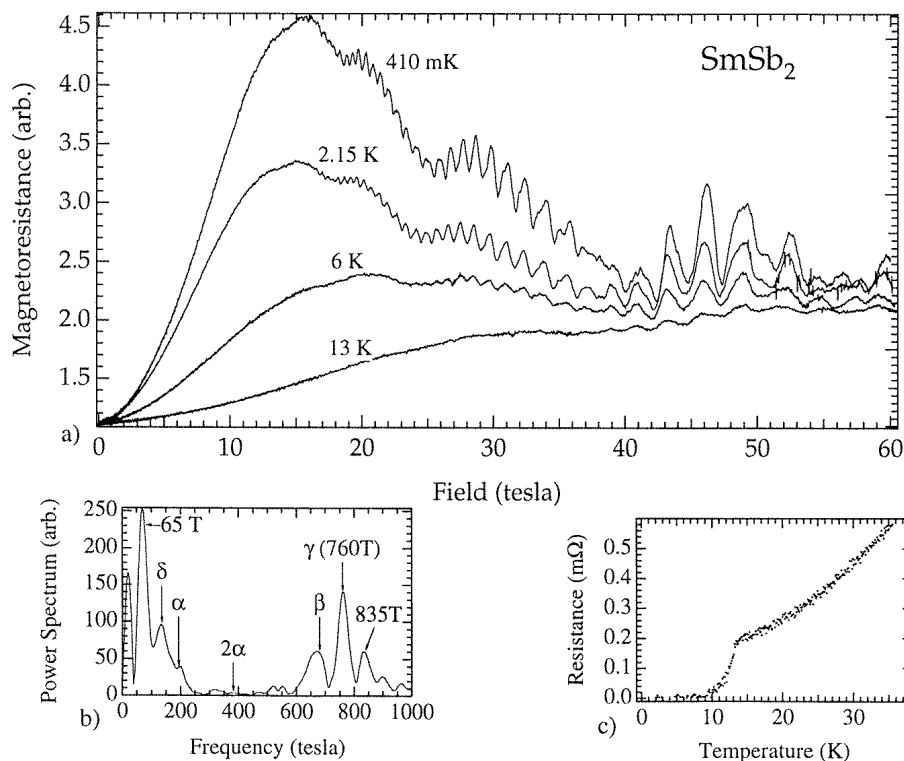 4.5
4.0
3.5
3.0
2.5
2.0
1.5
Magnetoresistance (arb.)
SmSb₂
410 mK
2.15 K
6 K
13 K
a)
0 10 20 30 40 50 60
Field (tesla)
250
200
150
100
50
0
Power Spectrum (arb.)
65 T
δ
α
2α
β
γ (760T)
835T
b)
0 200 400 600 800 1000
Frequency (tesla)
0.5
0.4
0.3
0.2
0.1
0.0
Resistance (mΩ)
c)
0 10 20 30
Temperature (K)